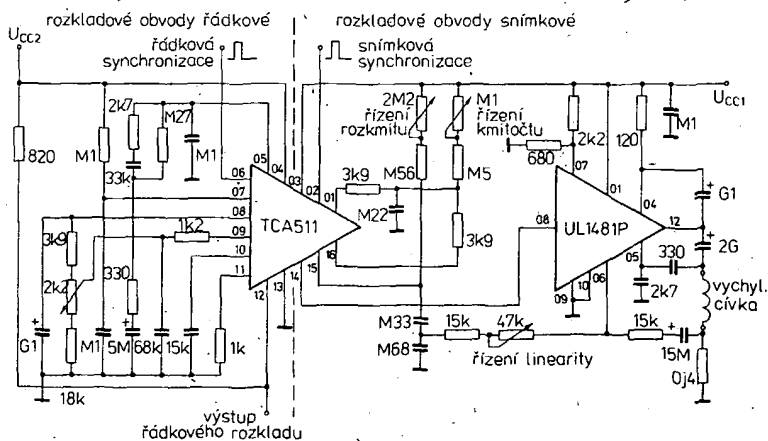 rozkladové obvody řádkové
rozkladové obvody snímkové
UCC2
řádková
synchronizace
snímková
synchronizace
2k7
M27
2M2
řízení
rozkmitu
M1
řízení
kmitočtu
UCC1
820
M1
33k
M1
05
04
03
02
01
3k9
M56
M5
680
2k2
07
120
M1
01
04
G1
06
07
08
09
10
11
TCA511
M22
3k9
08
UL1481P
12
2G
3k9
1k2
16
15
14
13
12
05
06
330
2k2
330
09
10
2k7
vychyl.
cívka
G1
M1
5M
68k
15k
1k
M33
M68
15k
47k
řízení linearity
15k
15M
0j4
18k
výstup
řádkového rozkladu